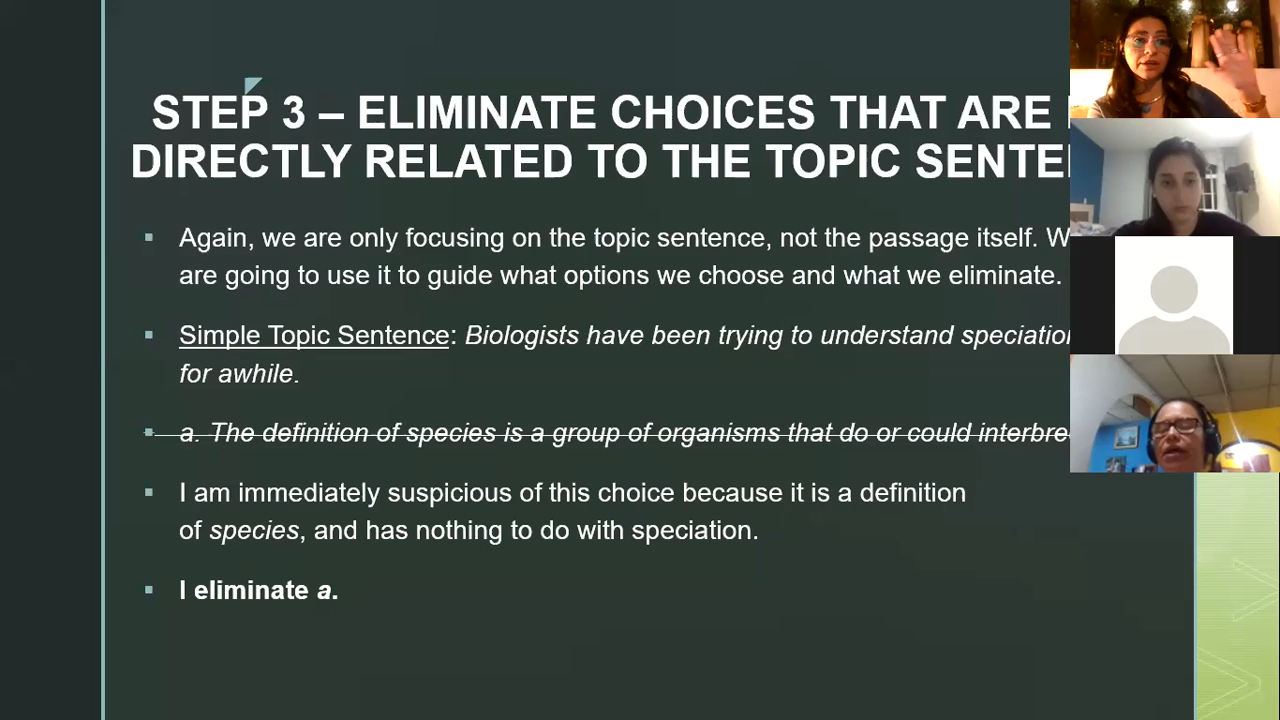 STEP 3 – ELIMINATE CHOICES THAT ARE
DIRECTLY RELATED TO THE TOPIC
Again, we are only focusing on the topic sentence, not the passage itself.
are going to use it to guide what options we choose and what we eliminate.
Simple Topic Sentence: Biologists have been trying to understand speciation
for awhile.
a. The definition of species is a group of organisms that do or could
I am immediately suspicious of this choice because it is a definition
of species, and has nothing to do with speciation.
I eliminate a.